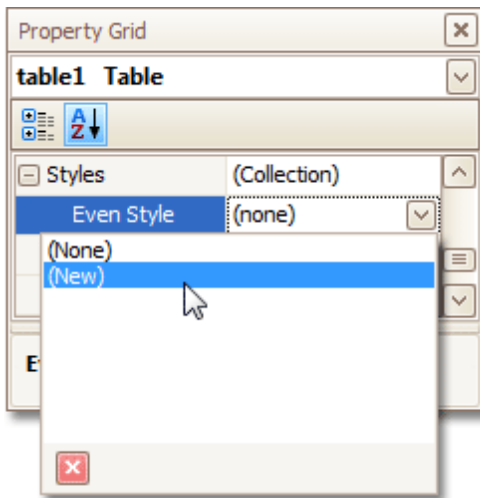 Property Grid
table1 Table
A
Z
Styles (Collection)
Even Style (none)
(None)
(New)